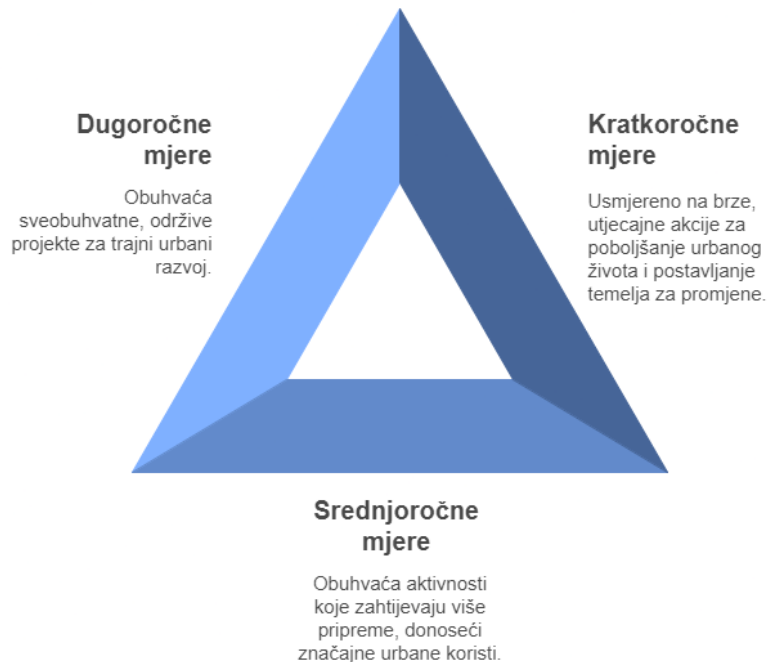 Dugoročne
mjere
Obuhvaća
sveobuhvatne, održive
projekte za trajni urbani
razvoj.
Kratkoročne
mjere
Usmjereno na brze,
utjecajne akcije za
poboljšanje urbanog
života i postavljanje
temelja za promjene.
Srednjoročne
mjere
Obuhvaća aktivnosti
koje zahtijevaju više
pripreme, donoseći
značajne urbane koristi.